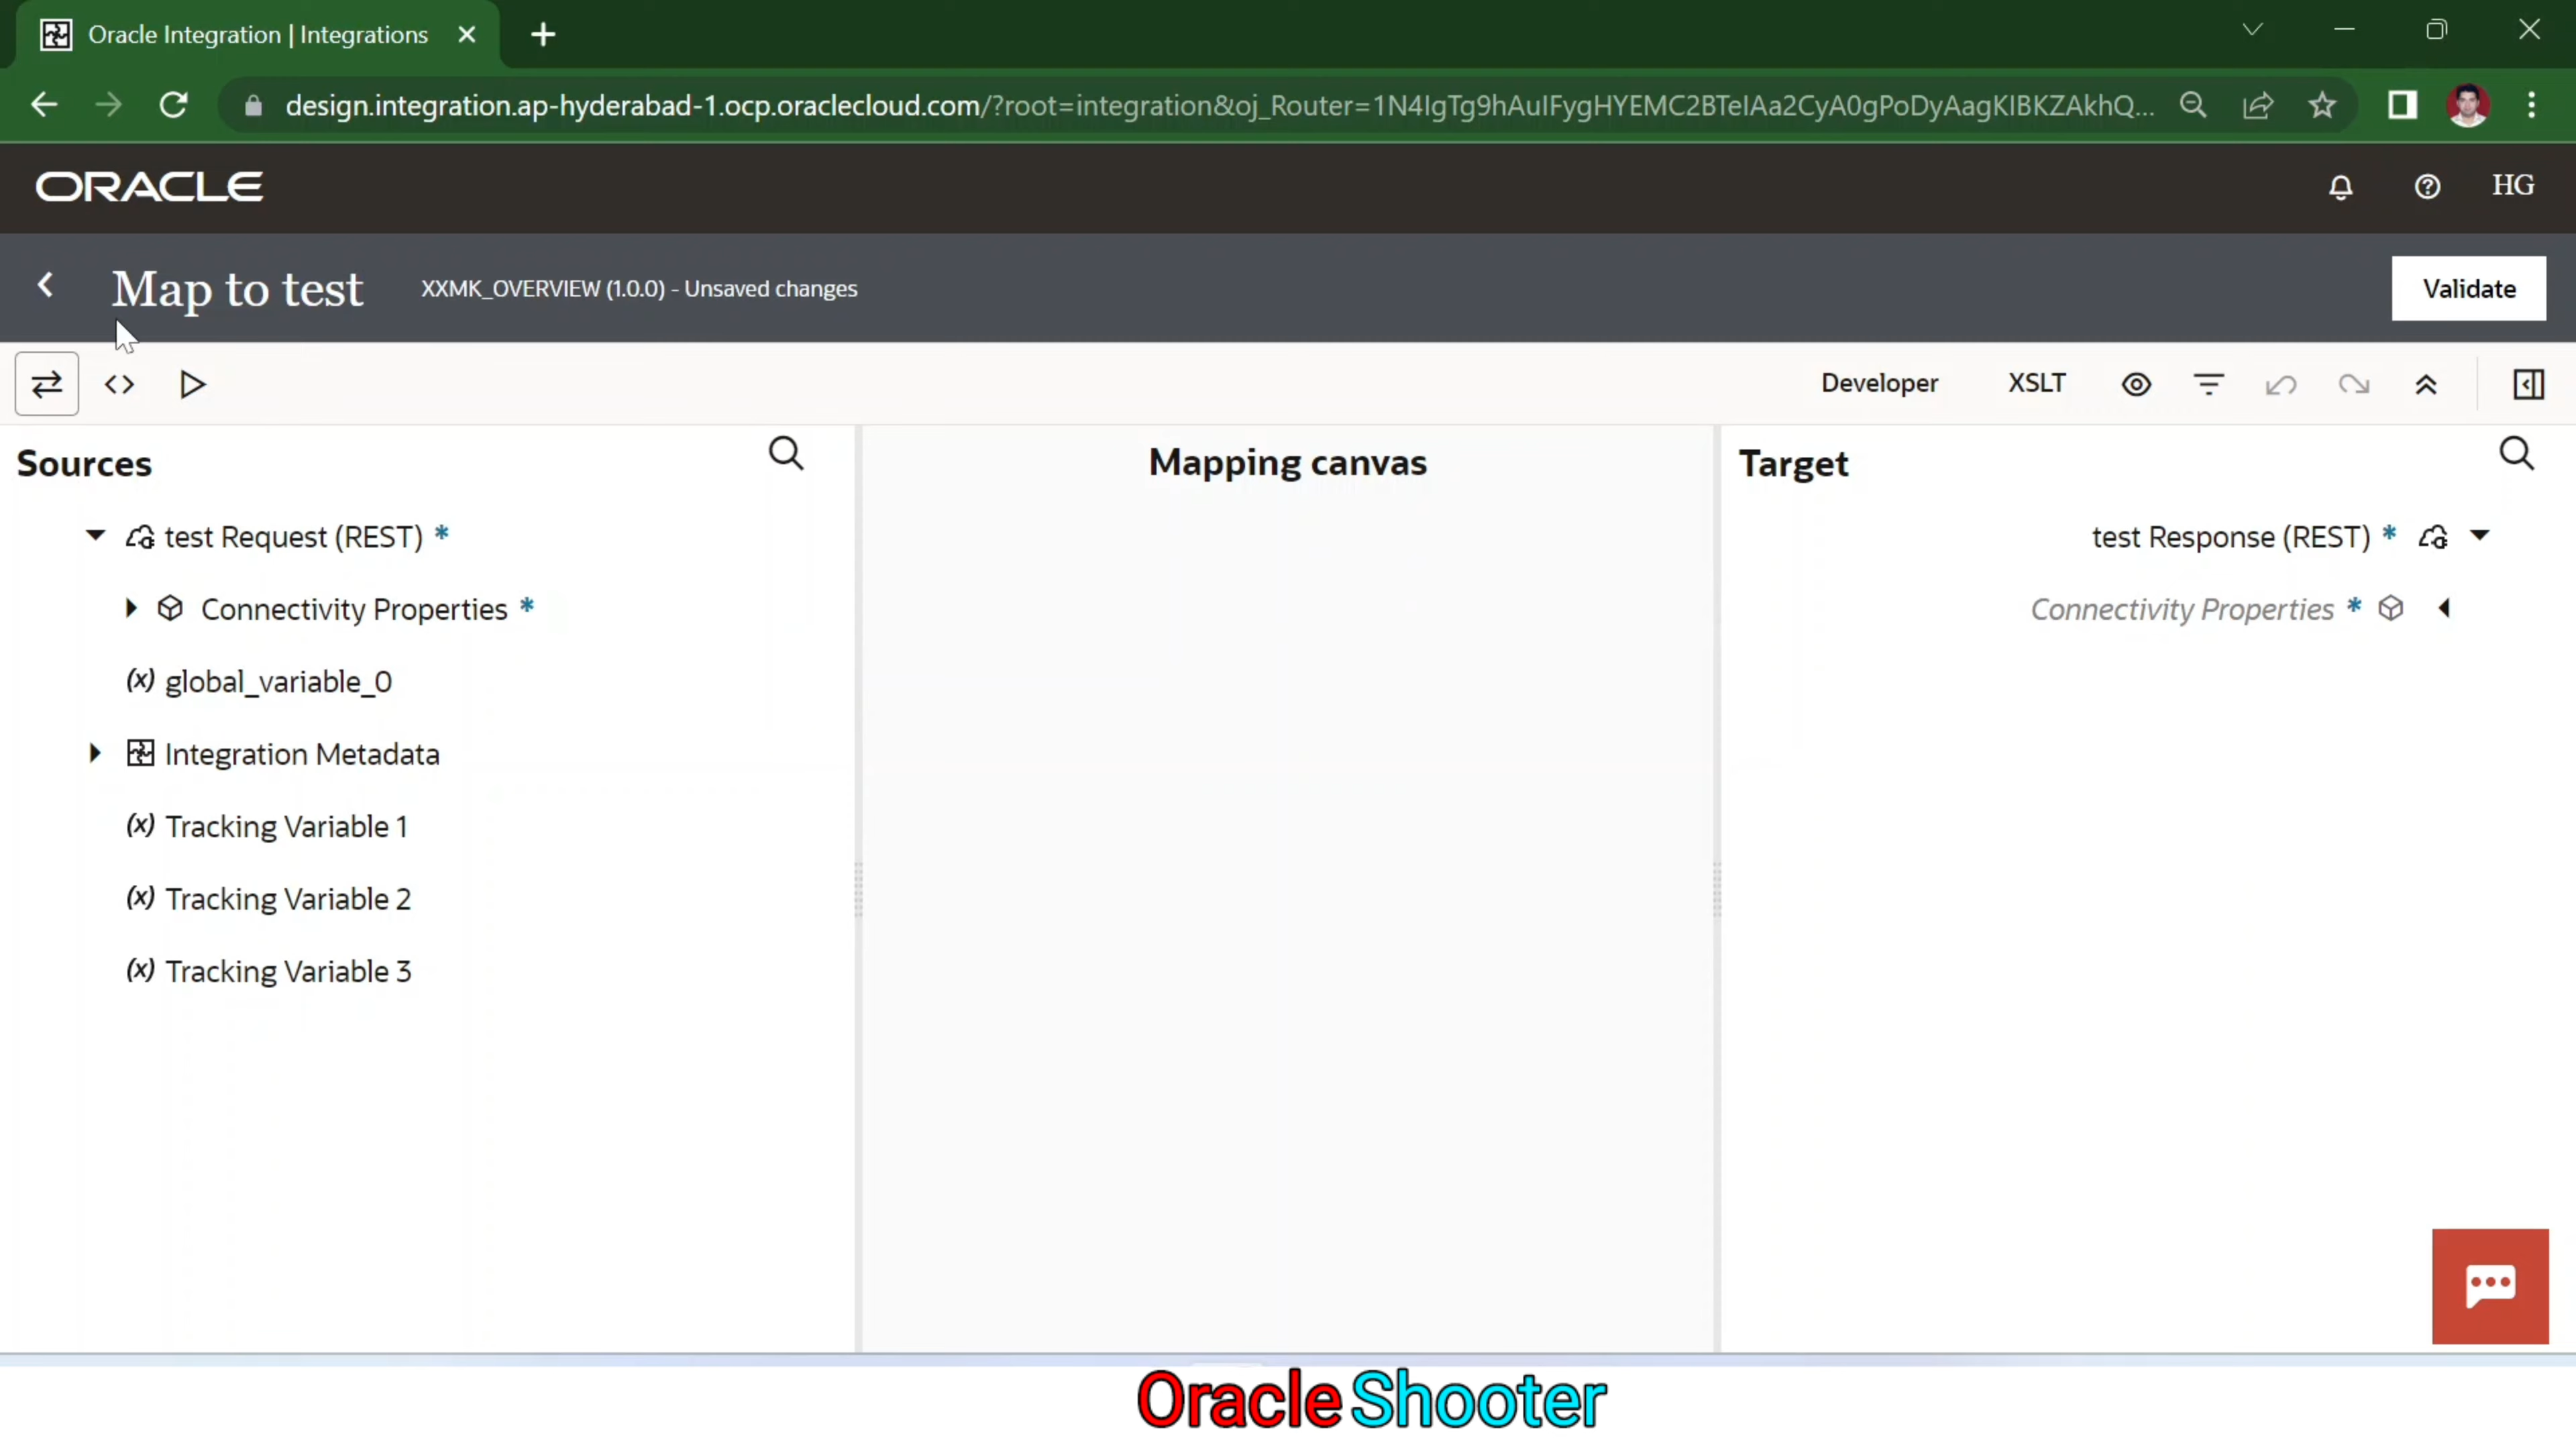 Oracle Integration | Integrations
design.integration.ap-hyderabad-1.ocp.oraclecloud.com/?root=integration&oj_Router=1N4IgTg9hAuIFygHYEMC2BTeIAa2CyA0gPoDyAagKIBKZAkhQ...
ORACLE
HG
Map to test
XXMK_OVERVIEW (1.0.0) - Unsaved changes
Validate
Developer
XSLT
Sources
Mapping canvas
Target
test Request (REST) *
test Response (REST) *
Connectivity Properties *
Connectivity Properties *
(x) global_variable_0
Integration Metadata
(x) Tracking Variable 1
(x) Tracking Variable 2
(x) Tracking Variable 3
Oracle Shooter